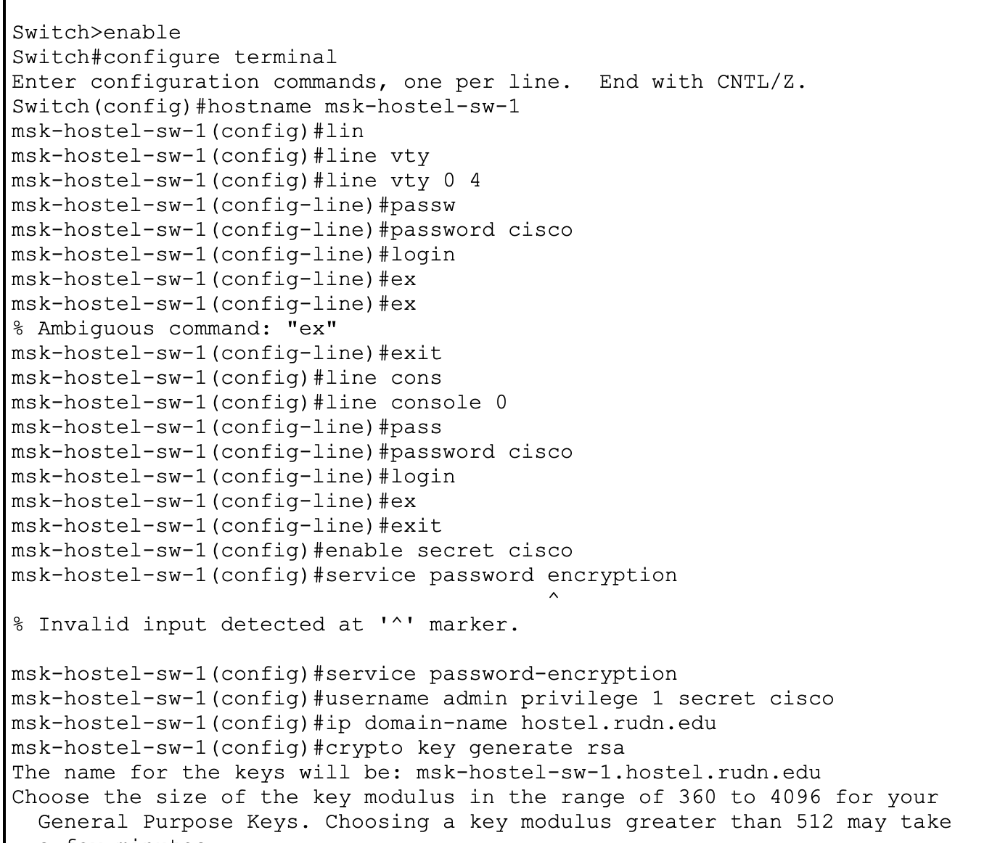 Switch>enable
Switch#configure terminal
Enter configuration commands, one per line.  End with CNTL/Z.
Switch(config)#hostname msk-hostel-sw-1
msk-hostel-sw-1(config)#lin
msk-hostel-sw-1(config)#line vty
msk-hostel-sw-1(config)#line vty 0 4
msk-hostel-sw-1(config-line)#passw
msk-hostel-sw-1(config-line)#password cisco
msk-hostel-sw-1(config-line)#login
msk-hostel-sw-1(config-line)#ex
msk-hostel-sw-1(config-line)#ex
% Ambiguous command: "ex"
msk-hostel-sw-1(config-line)#exit
msk-hostel-sw-1(config)#line cons
msk-hostel-sw-1(config)#line console 0
msk-hostel-sw-1(config-line)#pass
msk-hostel-sw-1(config-line)#password cisco
msk-hostel-sw-1(config-line)#login
msk-hostel-sw-1(config-line)#ex
msk-hostel-sw-1(config-line)#exit
msk-hostel-sw-1(config)#enable secret cisco
msk-hostel-sw-1(config)#service password encryption
^
% Invalid input detected at '^' marker.
msk-hostel-sw-1(config)#service password-encryption
msk-hostel-sw-1(config)#username admin privilege 1 secret cisco
msk-hostel-sw-1(config)#ip domain-name hostel.rudn.edu
msk-hostel-sw-1(config)#crypto key generate rsa
The name for the keys will be: msk-hostel-sw-1.hostel.rudn.edu
Choose the size of the key modulus in the range of 360 to 4096 for your
General Purpose Keys. Choosing a key modulus greater than 512 may take